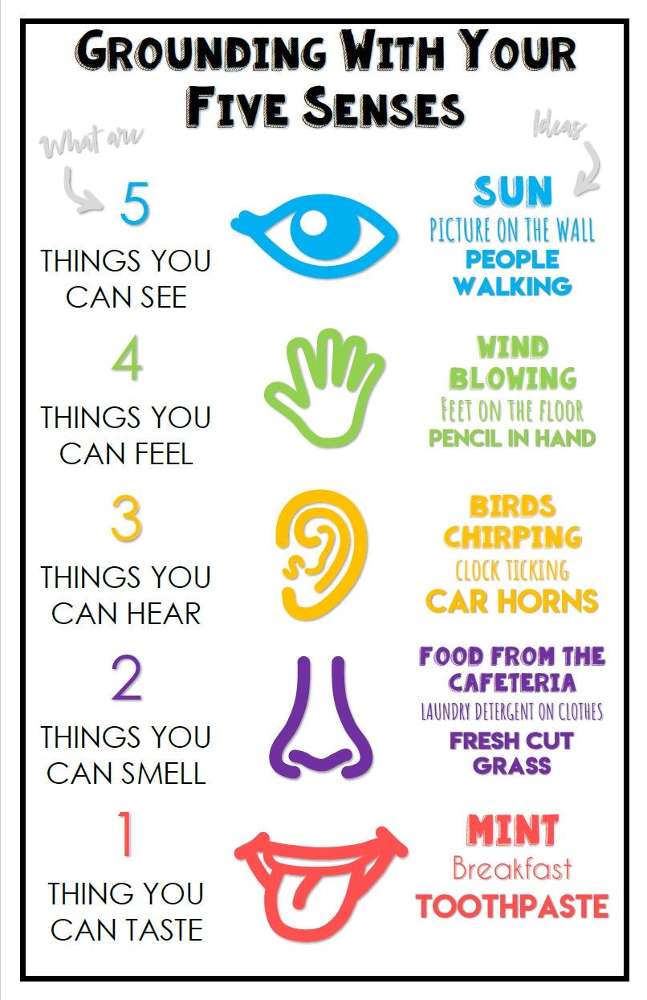 GROUNDING WITH YOUR
FIVE SENSES
What are
Ideas
5
THINGS YOU
CAN SEE
SUN
PICTURE ON THE WALL
PEOPLE
WALKING
4
THINGS YOU
CAN FEEL
WIND
BLOWING
FEET ON THE FLOOR
PENCIL IN HAND
3
THINGS YOU
CAN HEAR
BIRDS
CHIRPING
CLOCK TICKING
CAR HORNS
2
THINGS YOU
CAN SMELL
FOOD FROM THE
CAFETERIA
LAUNDRY DETERGENT ON CLOTHES
FRESH CUT
GRASS
1
THING YOU
CAN TASTE
MINT
Breakfast
TOOTHPASTE